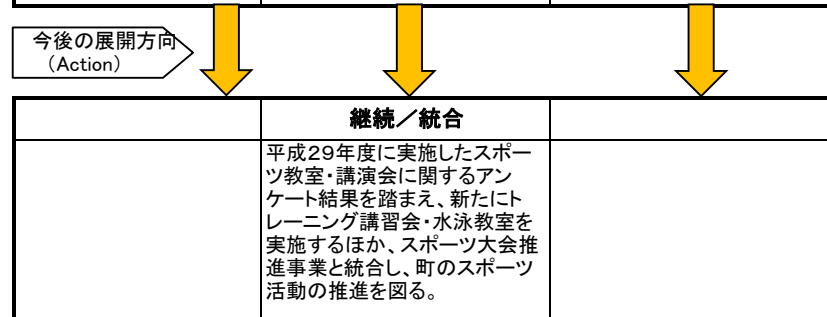 今後の展開方向
（Action）
継続／統合
平成29年度に実施したスポー
ツ教室・講演会に関するアン
ケート結果を踏まえ、新たにト
レーニング講習会・水泳教室を
実施するほか、スポーツ大会推
進事業と統合し、町のスポーツ
活動の推進を図る。